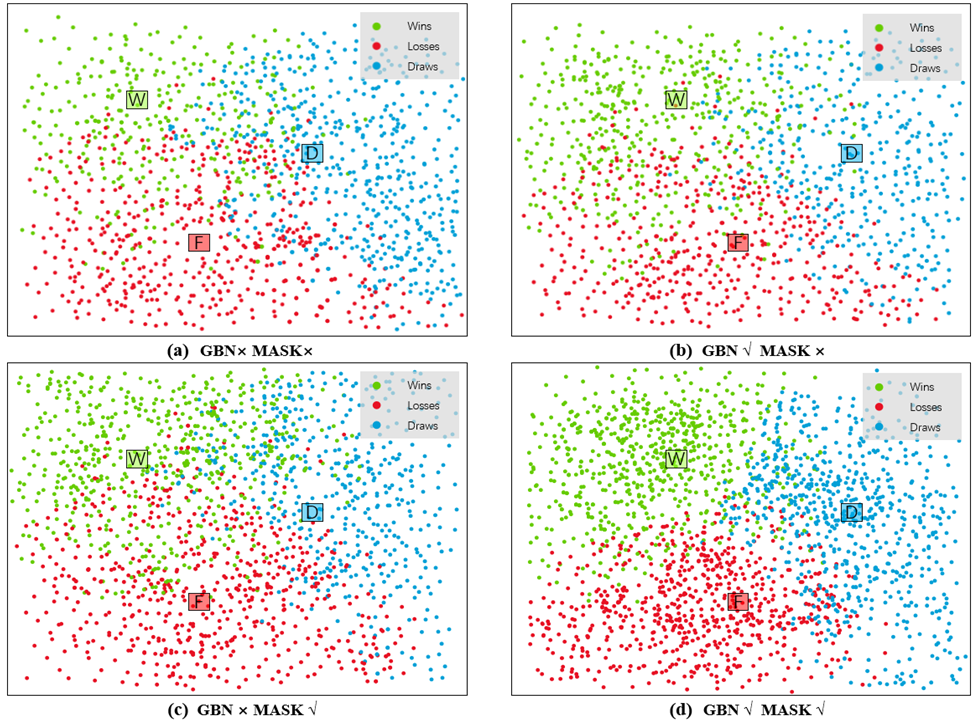 Wins
Losses
Draws
W
D
F
(a) GBN× MASK×
Wins
Losses
Draws
W
D
F
(b) GBN √ MASK ×
Wins
Losses
Draws
W
D
F
(c) GBN × MASK √
Wins
Losses
Draws
W
D
F
(d) GBN √ MASK √